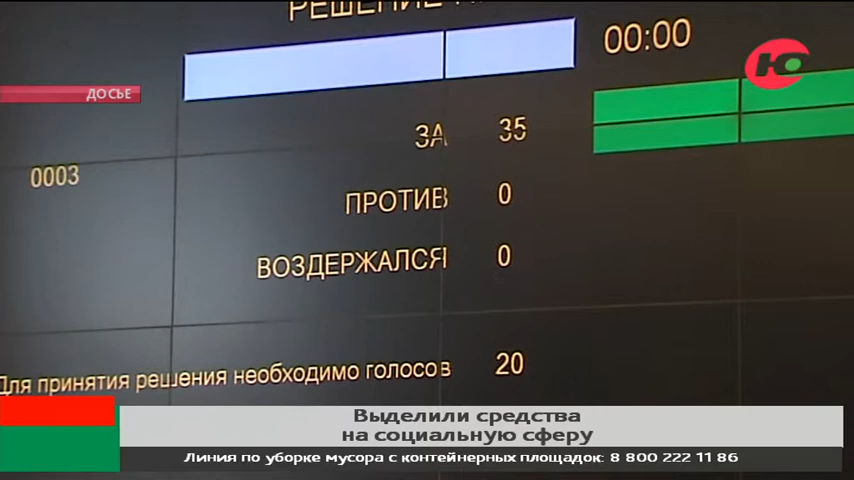 РЕШЕНИЕ
00:00
Ю
ДОСЬЕ
ЗА 35
0003
ПРОТИВ 0
ВОЗДЕРЖАЛСЯ 0
Для принятия решения необходимо голосов 20
Выделили средства
на социальную сферу
Линия по уборке мусора с контейнерных площадок: 8 800 222 11 86